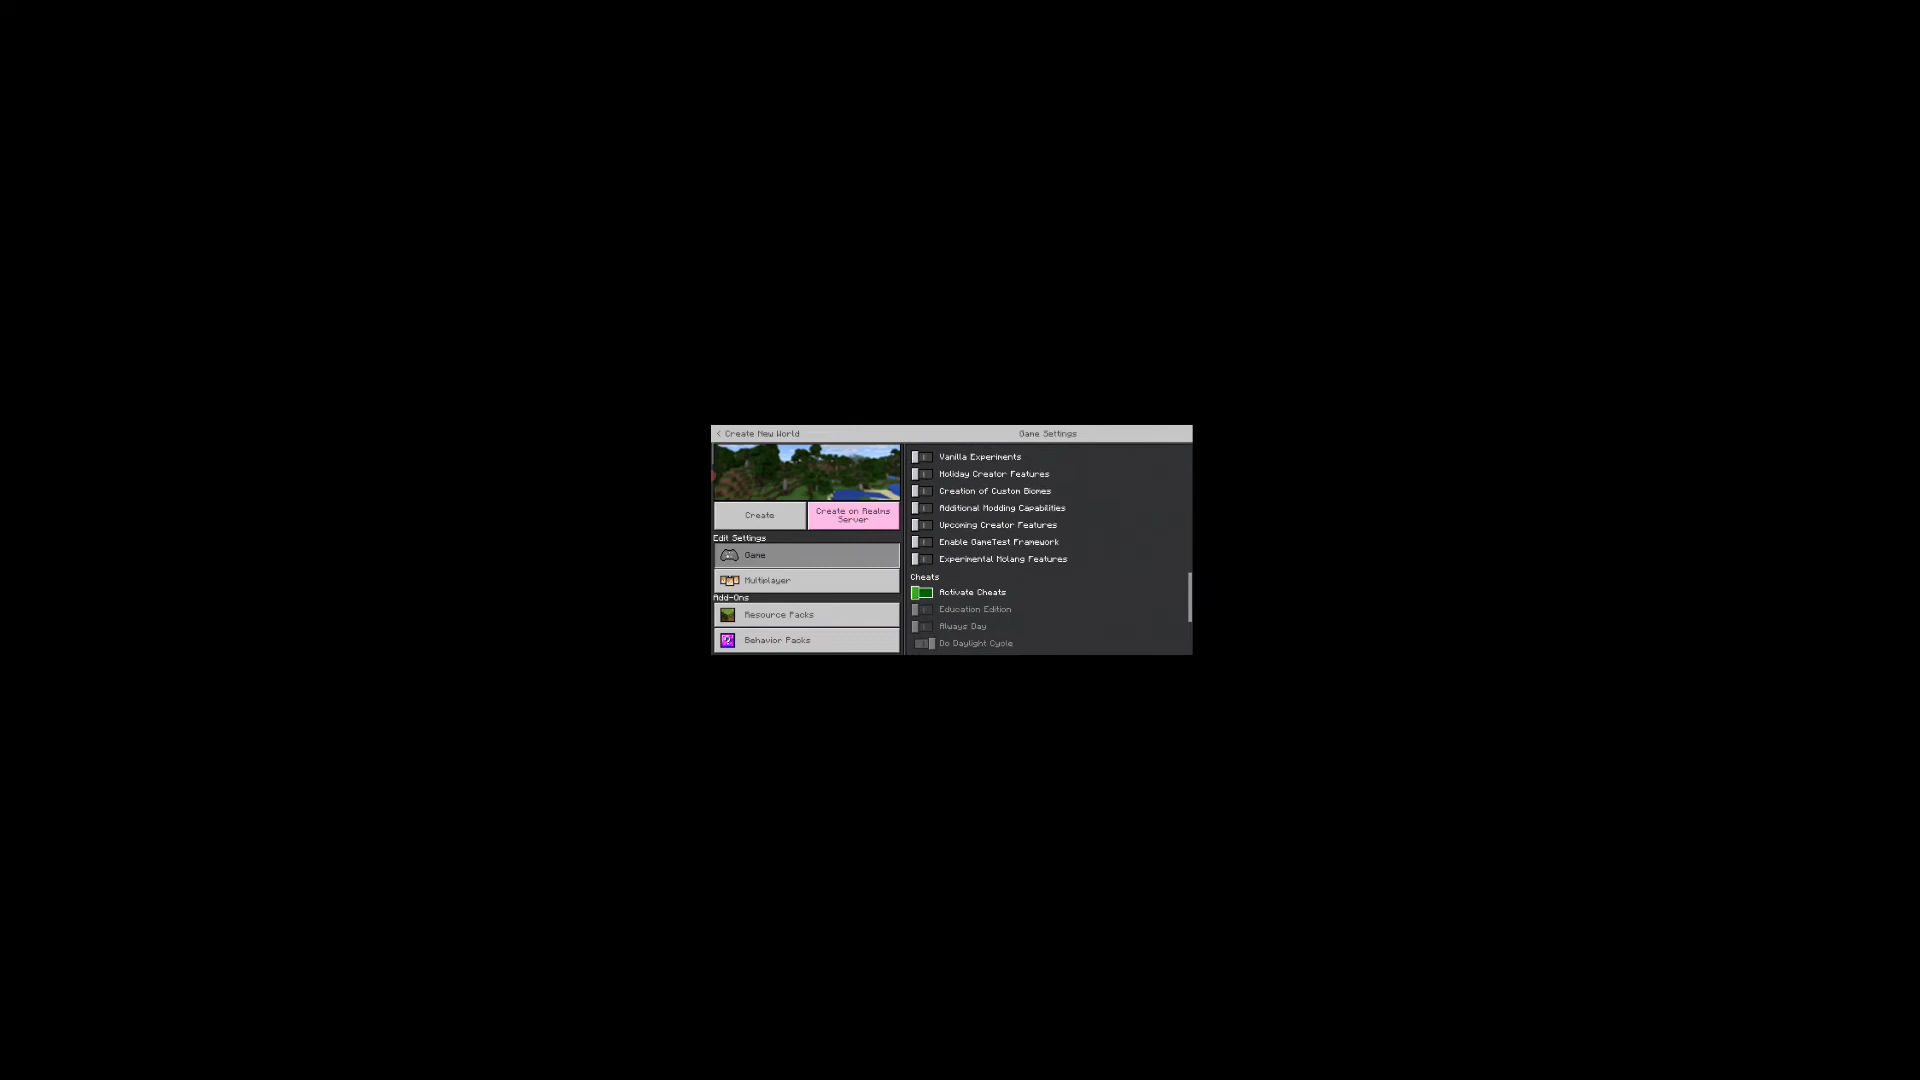 < Create New World
Game Settings
Create
Create on Realms
Server
Edit Settings
Game
Multiplayer
Add-Ons
Resource Packs
Behavior Packs
Vanilla Experiments
Holiday Creator Features
Creation of Custom Biomes
Additional Modding Capabilities
Upcoming Creator Features
Enable GameTest Framework
Experimental Molang Features
Cheats
Activate Cheats
Education Edition
Always Day
Do Daylight Cycle